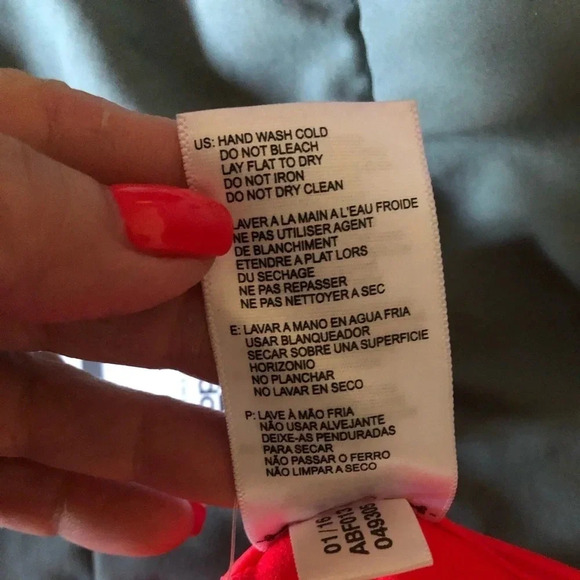 US: HAND WASH COLD
DO NOT BLEACH
LAY FLAT TO DRY
DO NOT IRON
DO NOT DRY CLEAN
LAVER A LA MAIN A L'EAU FROIDE
NE PAS UTILISER AGENT
DE BLANCHIMENT
ETENDRE A PLAT LORS
DU SECHAGE
NE PAS REPASSER
NE PAS NETTOYER A SEC
E: LAVAR A MANO EN AGUA FRIA
USAR BLANQUEADOR
SECAR SOBRE UNA SUPERFICIE
HORIZONIO
NO PLANCHAR
NO LAVAR EN SECO
P: LAVE À MÃO FRIA
NÃO USAR ALVEJANTE
DEIXE-AS PENDURADAS
PARA SECAR
NÃO PASSAR O FERRO
NÃO LIMPAR A SECO
01/16